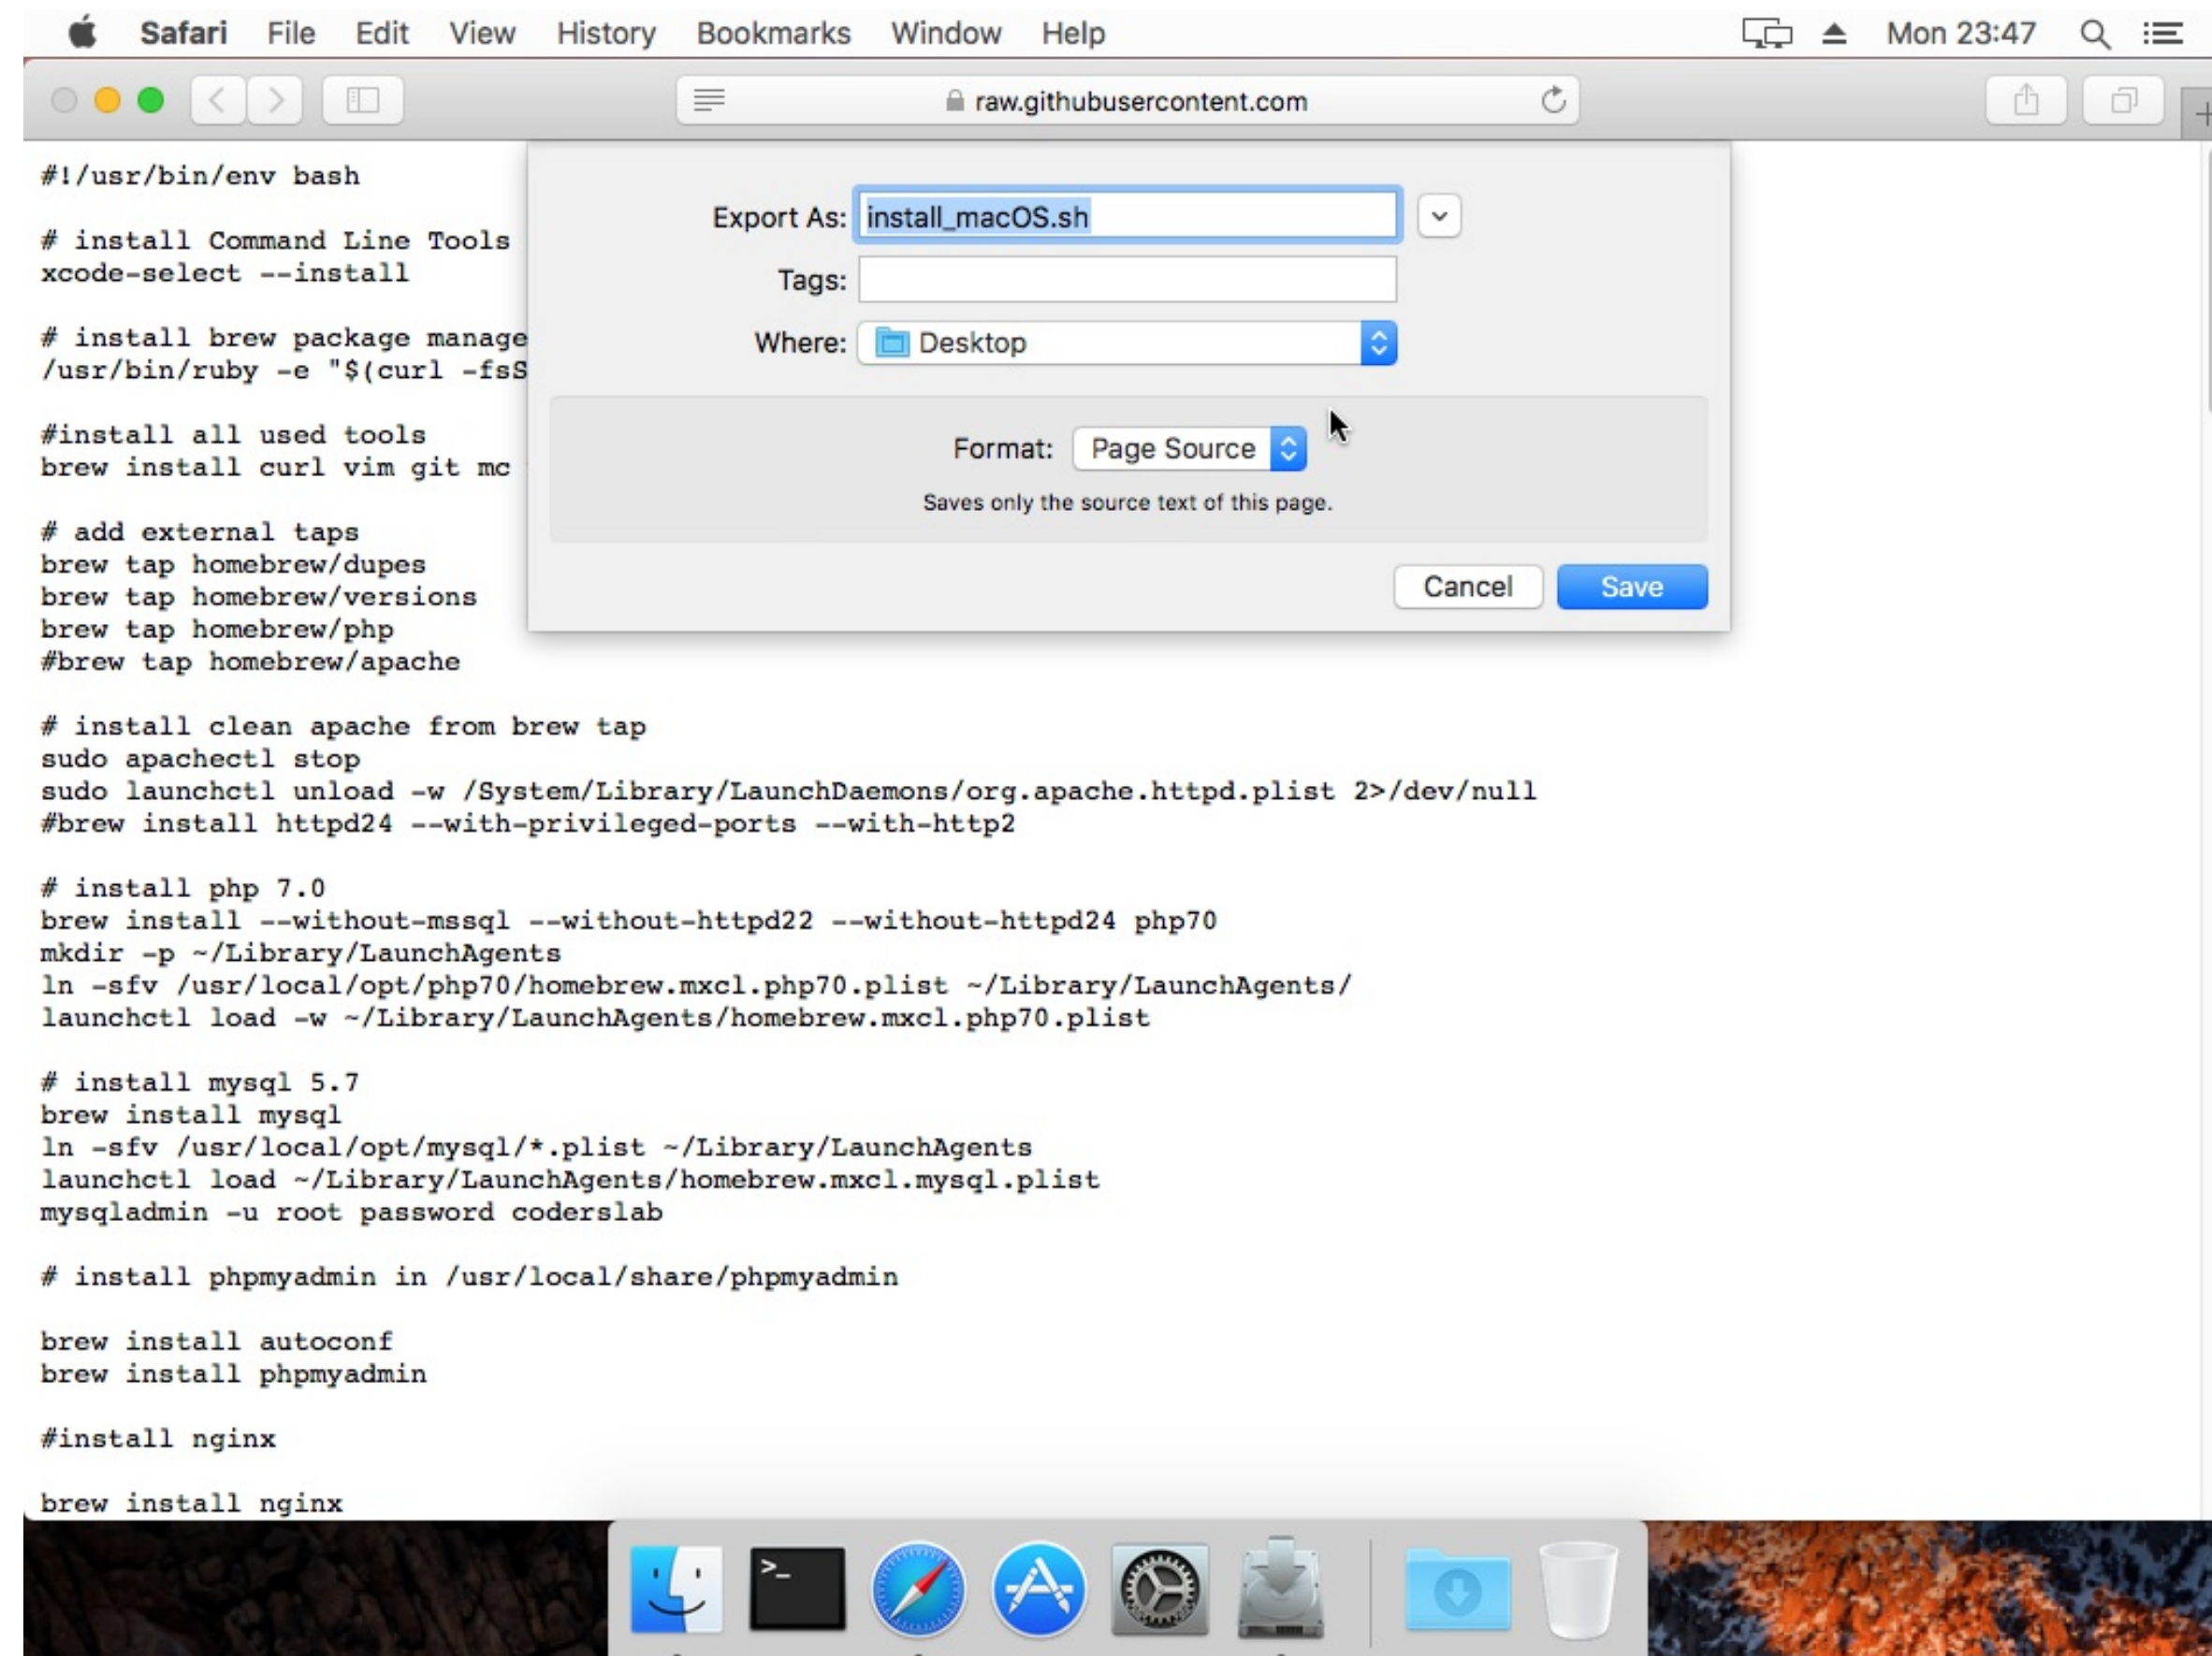 Safari File Edit View History Bookmarks Window Help Mon 23:47
raw.githubusercontent.com
#!/usr/bin/env bash
# install Command Line Tools
xcode-select --install
# install brew package manage
/usr/bin/ruby -e "$(curl -fsS
#install all used tools
brew install curl vim git mc
# add external taps
brew tap homebrew/dupes
brew tap homebrew/versions
brew tap homebrew/php
#brew tap homebrew/apache
Export As: install_macOS.sh
Tags:
Where: Desktop
Format: Page Source
Saves only the source text of this page.
Cancel Save
# install clean apache from brew tap
sudo apachectl stop
sudo launchctl unload -w /System/Library/LaunchDaemons/org.apache.httpd.plist 2>/dev/null
#brew install httpd24 --with-privileged-ports --with-http2
# install php 7.0
brew install --without-mssql --without-httpd22 --without-httpd24 php70
mkdir -p ~/Library/LaunchAgents
ln -sfv /usr/local/opt/php70/homebrew.mxcl.php70.plist ~/Library/LaunchAgents/
launchctl load -w ~/Library/LaunchAgents/homebrew.mxcl.php70.plist
# install mysql 5.7
brew install mysql
ln -sfv /usr/local/opt/mysql/*.plist ~/Library/LaunchAgents
launchctl load ~/Library/LaunchAgents/homebrew.mxcl.mysql.plist
mysqladmin -u root password coderslab
# install phpmyadmin in /usr/local/share/phpmyadmin
brew install autoconf
brew install phpmyadmin
#install nginx
brew install nginx
>_